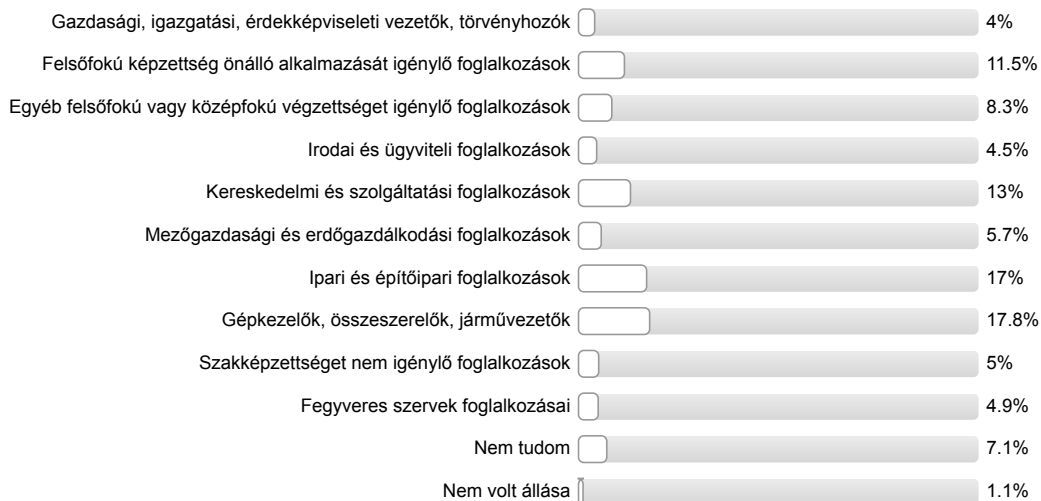 Gazdasági, igazgatási, érdekképviseleti vezetők, törvényhozók 4%
Felsőfokú képzettség önálló alkalmazását igénylő foglalkozások 11.5%
Egyéb felsőfokú vagy középfokú végzettséget igénylő foglalkozások 8.3%
Irodai és ügyviteli foglalkozások 4.5%
Kereskedelmi és szolgáltatási foglalkozások 13%
Mezőgazdasági és erdőgazdálkodási foglalkozások 5.7%
Ipari és építőipari foglalkozások 17%
Gépkezelők, összeszerelők, járművezetők 17.8%
Szakképzettséget nem igénylő foglalkozások 5%
Fegyveres szervek foglalkozásai 4.9%
Nem tudom 7.1%
Nem volt állása 1.1%